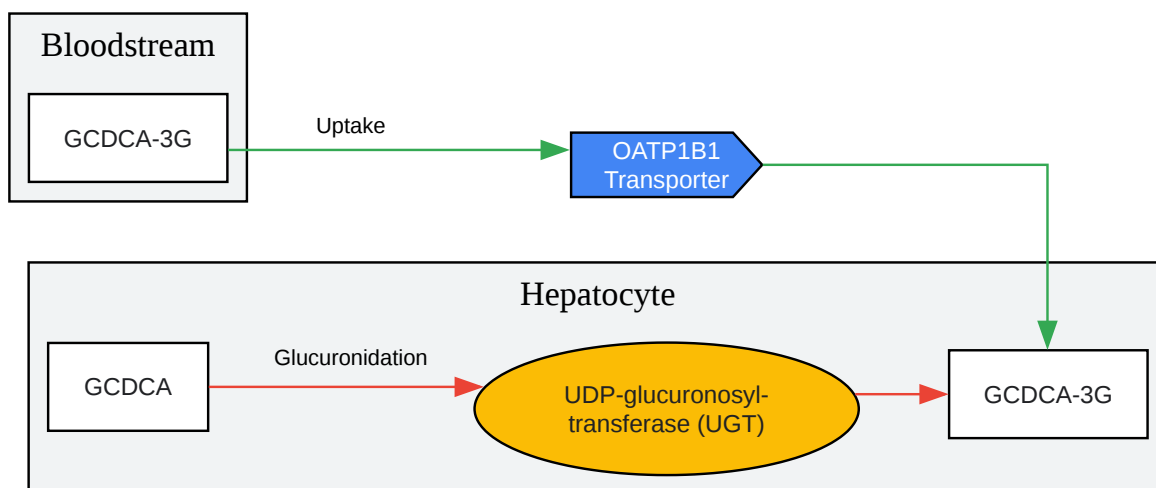 Bloodstream
GCDCA-3G
Uptake
OATP1B1
Transporter
Hepatocyte
GCDCA
Glucuronidation
UDP-glucuronosyl-
transferase (UGT)
GCDCA-3G